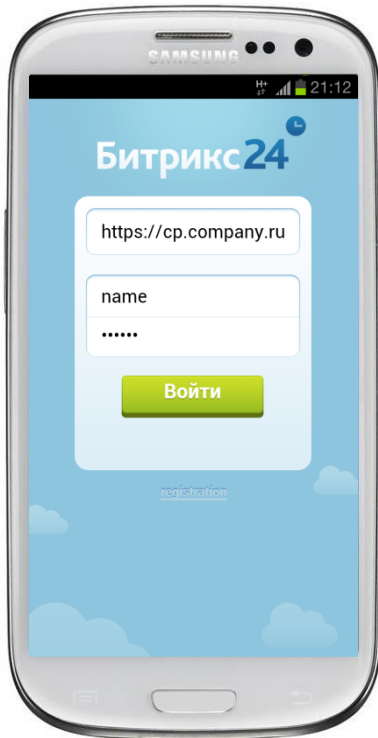 SAMSUNG
H+ 21:12
Битрикс24
https://cp.company.ru
name
••••••
Войти
registration